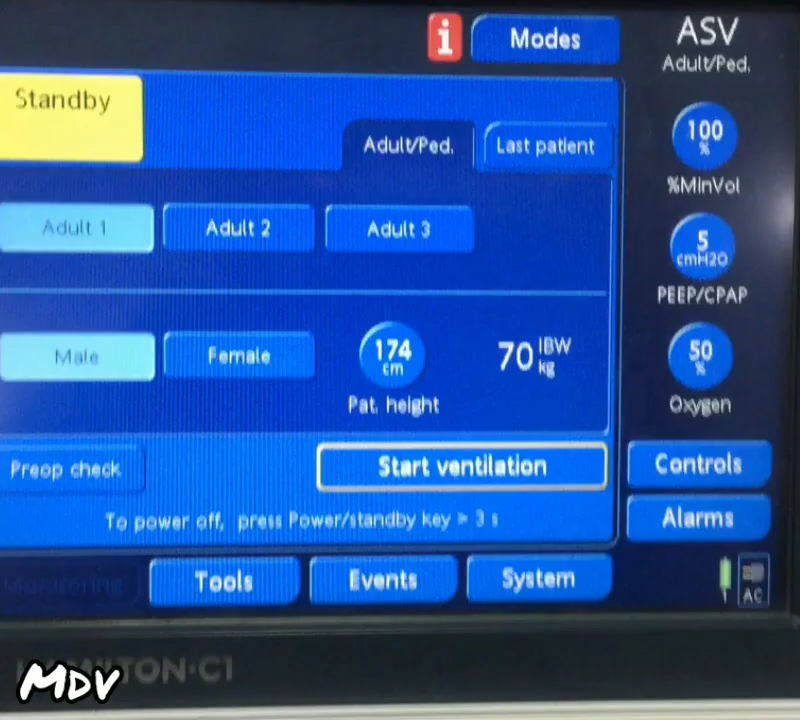 i Modes
ASV
Adult/Ped.
Standby
Adult/Ped. Last patient
100
%
%MinVol
Adult 1 Adult 2 Adult 3
5
cmH2O
PEEP/CPAP
Male Female
174
cm
Pat. height
70 IBW
kg
50
%
Oxygen
Preop check Start ventilation
Controls
To power off, press Power/standby key > 3 s
Alarms
Monitoring Tools Events System
AC
HAMILTON-C1
MDV